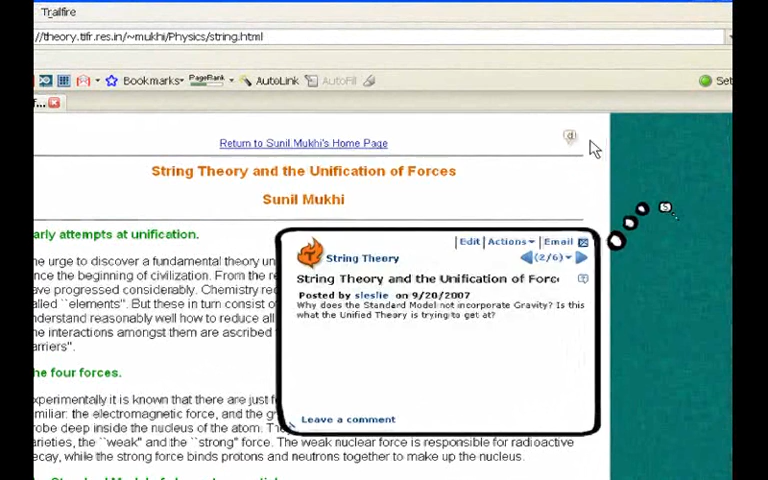 Trailfire
//theory.tifr.res.in/~mukhi/Physics/string.html
Bookmarks PageRank AutoLink AutoFill Set
f...
Return to Sunil Mukhi's Home Page
d
String Theory and the Unification of Forces
Sunil Mukhi
arly attempts at unification.
he urge to discover a fundamental theory un
nce the beginning of civilization. From the re
ave progressed considerably. Chemistry rec
alled ``elements''. But these in turn consist o
nderstand reasonably well how to reduce all
he interactions amongst them are ascribed
arriers''.
he four forces.
xperimentally it is known that there are just f
miliar: the electromagnetic force, and the g
robe deep inside the nucleus of the atom. Th
arieties, the ``weak'' and the ``strong'' force. The weak nuclear force is responsible for radioactive
ecay, while the strong force binds protons and neutrons together to make up the nucleus.
Edit Actions Email
String Theory
(2/6)
String Theory and the Unification of Forc
Posted by sleslie on 9/20/2007
Why does the Standard Model not incorporate Gravity? Is this
what the Unified Theory is trying to get at?
Leave a comment
S